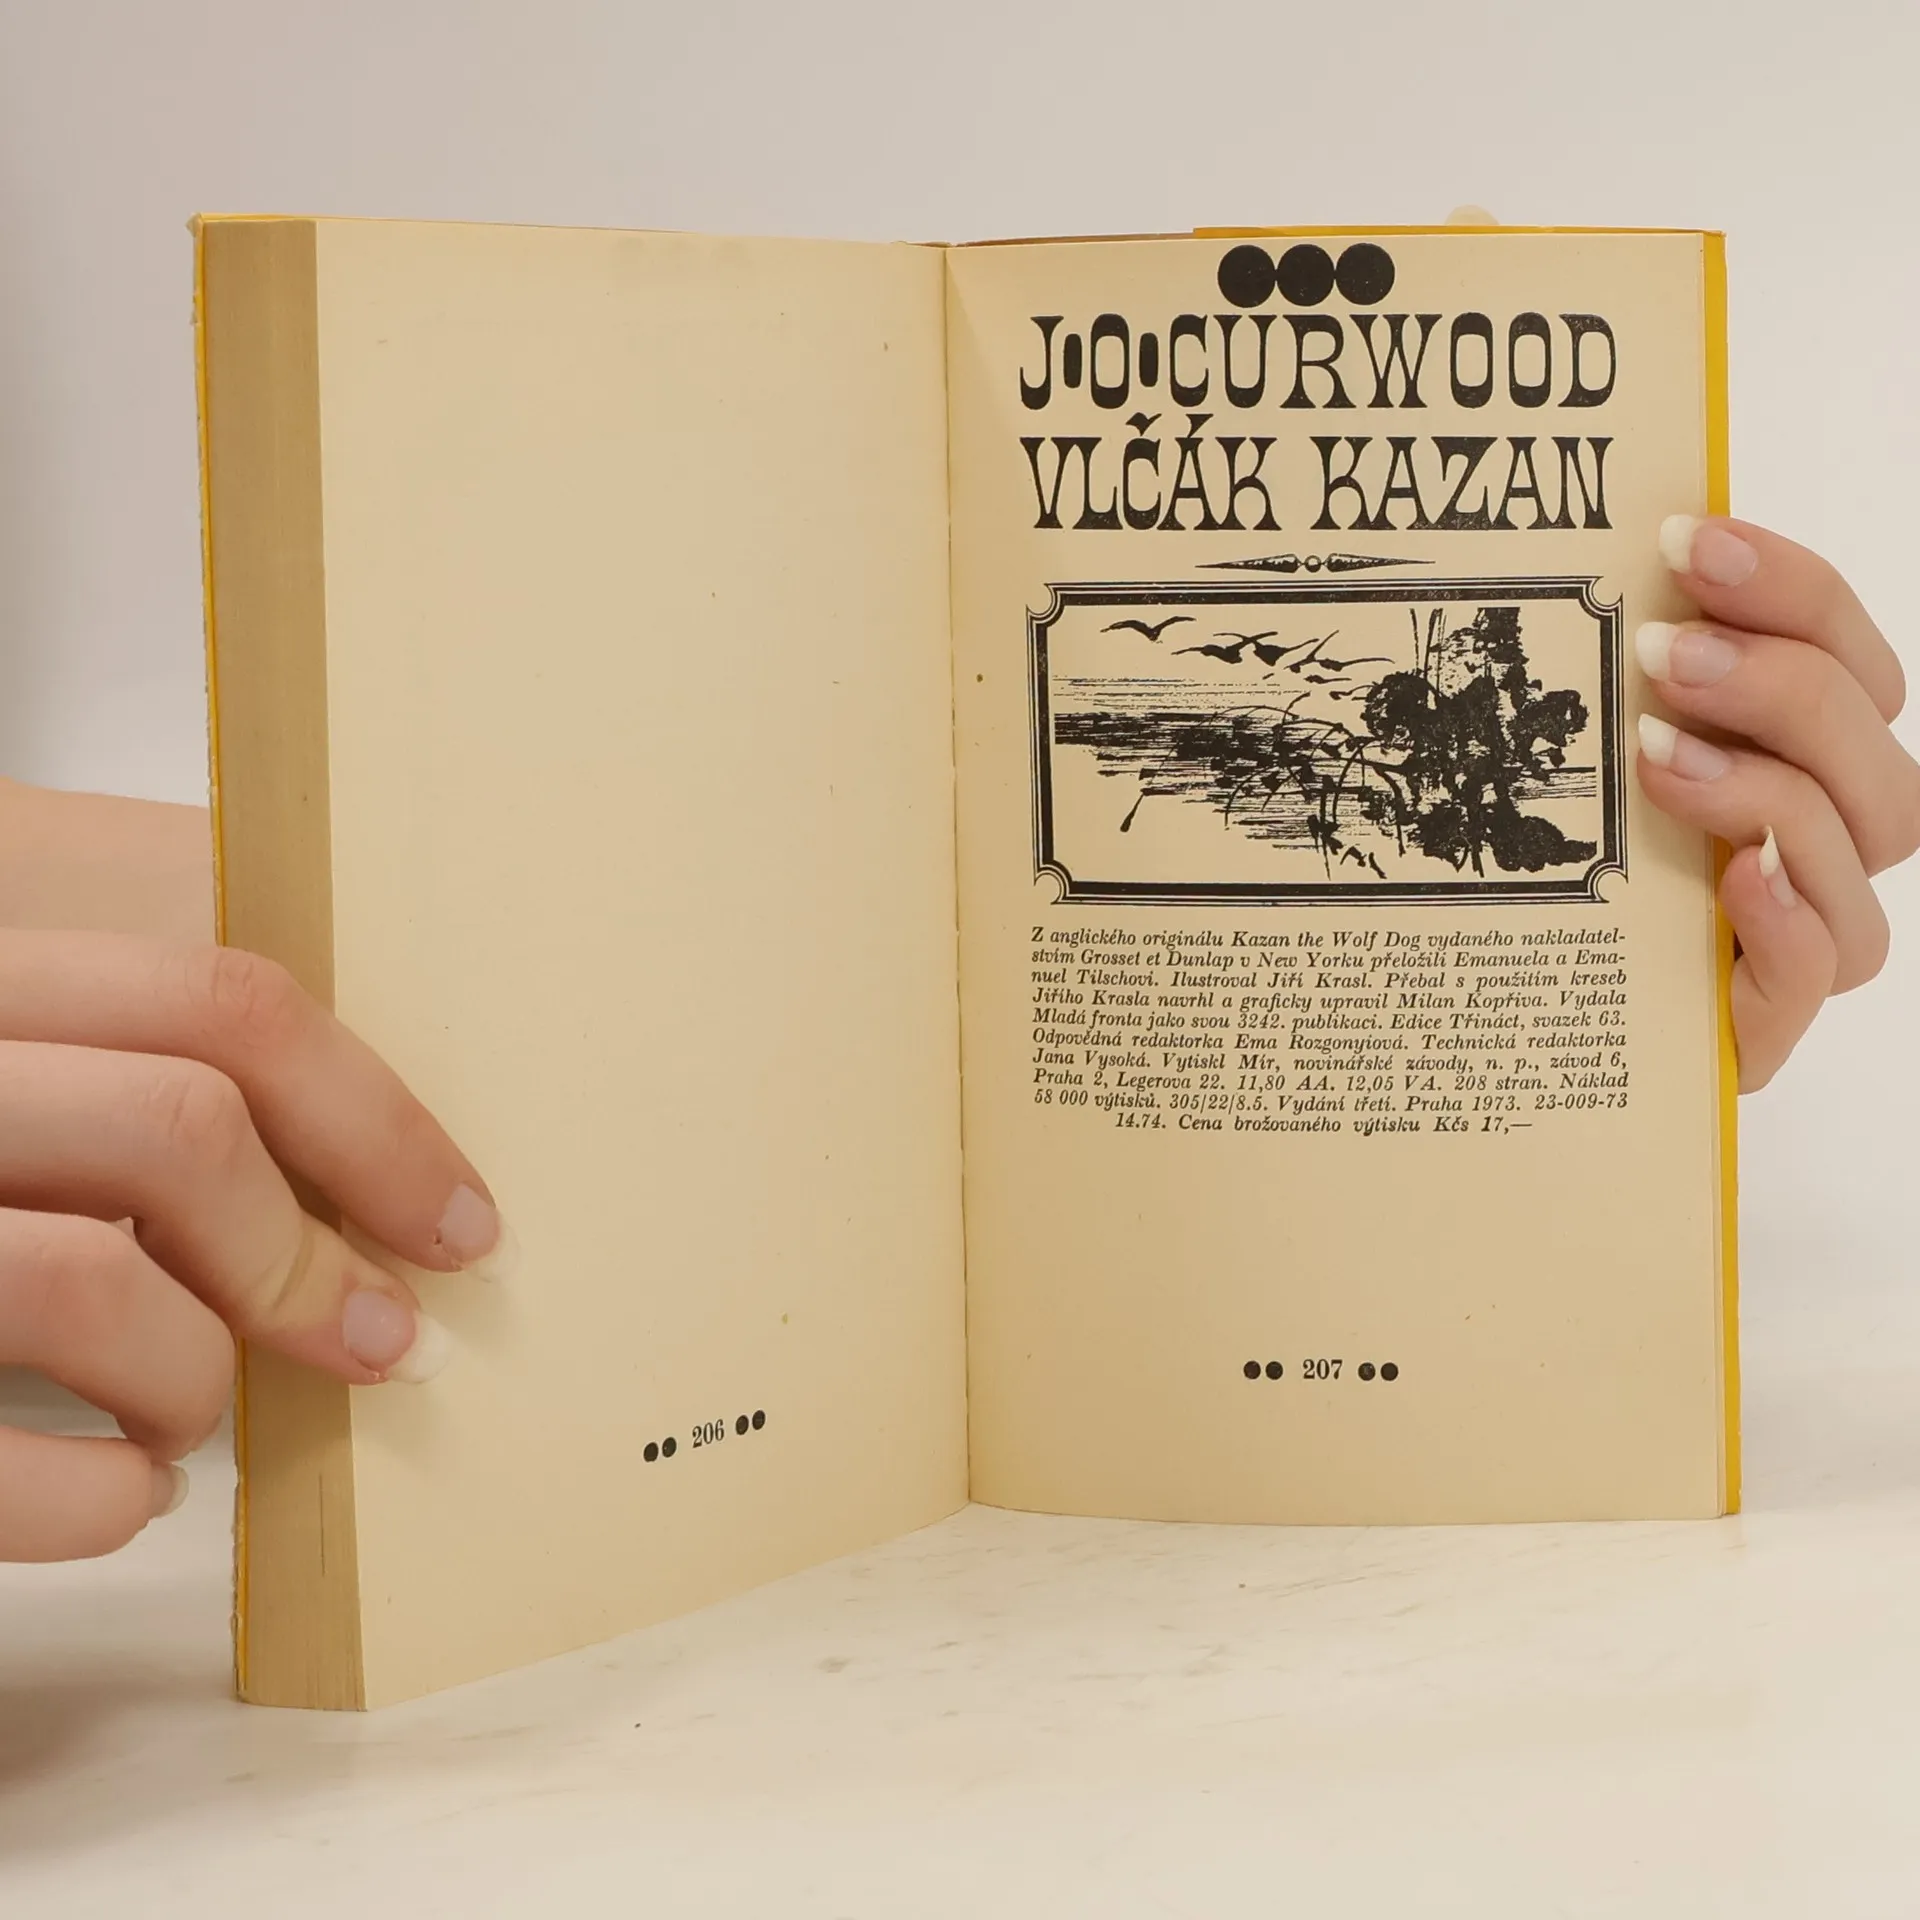 J·O·CURWOOD
VLČÁK KAZAN
Z anglického originálu Kazan the Wolf Dog vydaného nakladatel-
stvím Grosset et Dunlap v New Yorku přeložili Emanuela a Ema-
nuel Tilschovi. Ilustroval Jiří Krasl. Přebal s použitím kreseb
Jiřího Krasla navrhl a graficky upravil Milan Kopřiva. Vydala
Mladá fronta jako svou 3242. publikaci. Edice Třináct, svazek 63.
Odpovědná redaktorka Ema Rozgonyiová. Technická redaktorka
Jana Vysoká. Vytiskl Mír, novinářské závody, n. p., závod 6,
Praha 2, Legerova 22. 11,80 AA. 12,05 VA. 208 stran. Náklad
58 000 výtisků. 305/22/8.5. Vydání třetí. Praha 1973. 23-009-73
14.74. Cena brožovaného výtisku Kčs 17,—
206
207